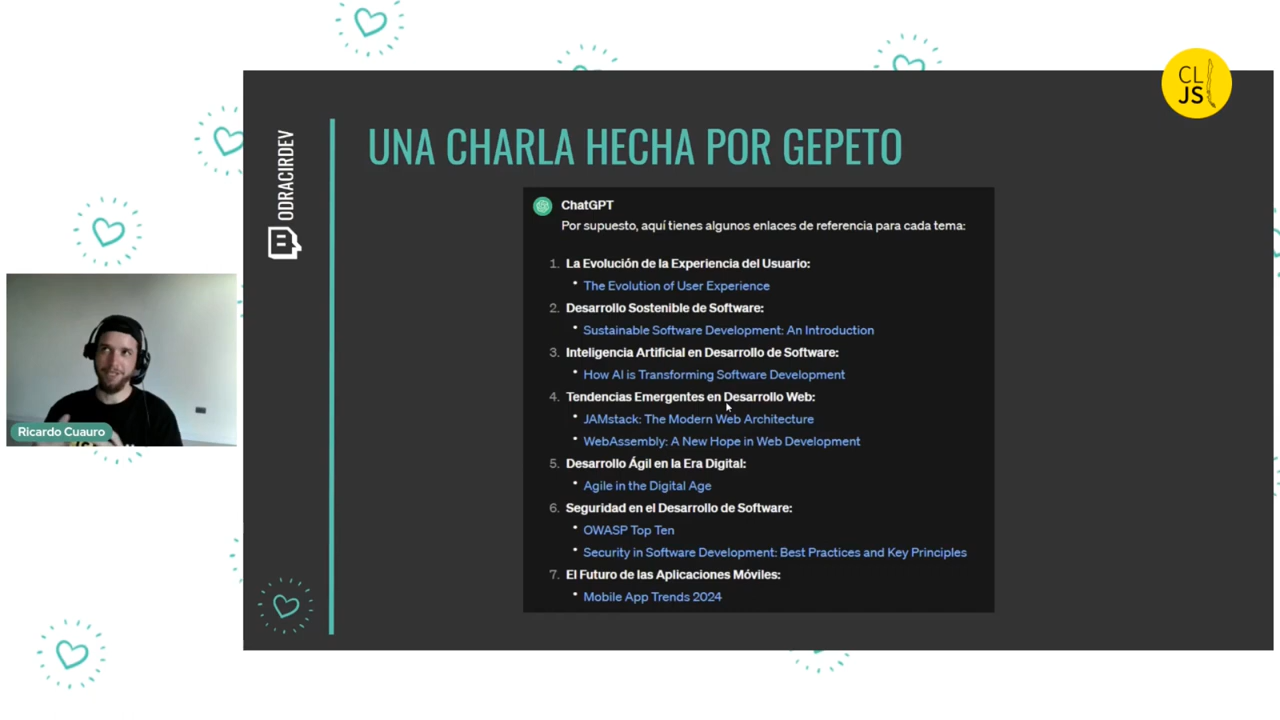 CL
JS
ODRACIRDEV
UNA CHARLA HECHA POR GEPETO
ChatGPT
Por supuesto, aquí tienes algunos enlaces de referencia para cada tema:
1. La Evolución de la Experiencia del Usuario:
• The Evolution of User Experience
2. Desarrollo Sostenible de Software:
• Sustainable Software Development: An Introduction
3. Inteligencia Artificial en Desarrollo de Software:
• How AI is Transforming Software Development
4. Tendencias Emergentes en Desarrollo Web:
• JAMstack: The Modern Web Architecture
• WebAssembly: A New Hope in Web Development
5. Desarrollo Ágil en la Era Digital:
• Agile in the Digital Age
6. Seguridad en el Desarrollo de Software:
• OWASP Top Ten
• Security in Software Development: Best Practices and Key Principles
7. El Futuro de las Aplicaciones Móviles:
• Mobile App Trends 2024
Ricardo Cuauro